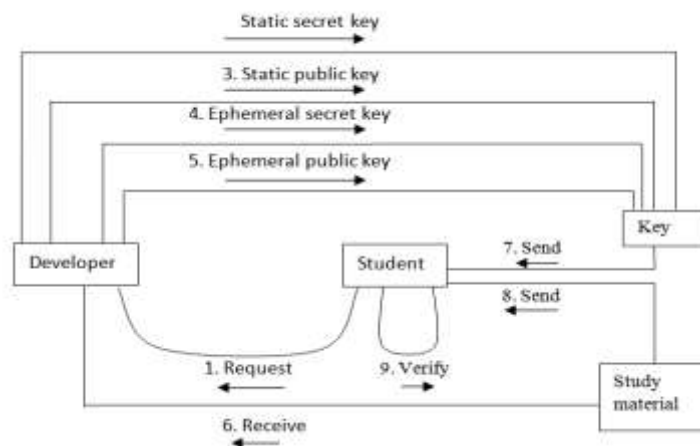 Static secret key
3. Static public key
4. Ephemeral secret key
5. Ephemeral public key
Key
7. Send
Developer
Student
8. Send
1. Request
9. Verify
Study
material
6. Receive